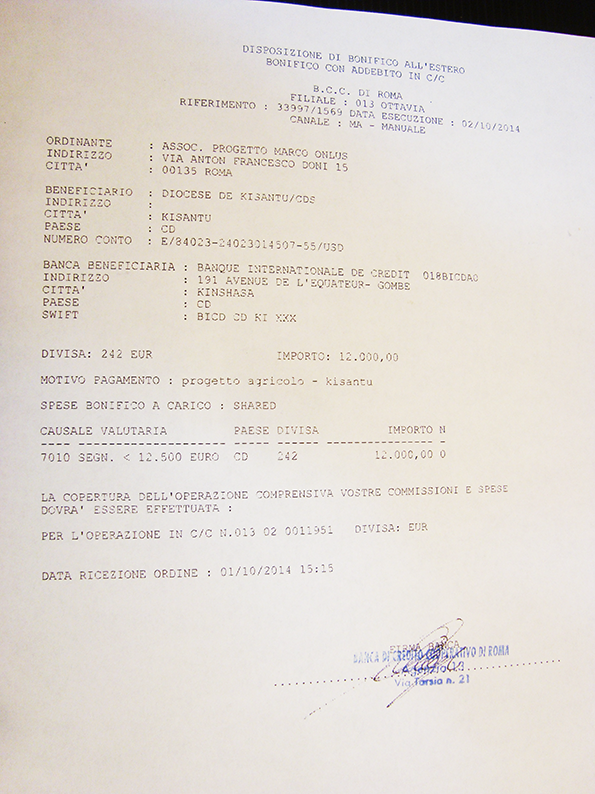 DISPOSIZIONE DI BONIFICO ALL'ESTERO
BONIFICO CON ADDEBITO IN C/C
B.C.C. DI ROMA
FILIALE : 013 OTTAVIA
RIFERIMENTO : 33997/1569 DATA ESECUZIONE : 02/10/2014
CANALE : MA - MANUALE
ORDINANTE : ASSOC. PROGETTO MARCO ONLUS
INDIRIZZO : VIA ANTON FRANCESCO DONI 15
CITTA' : 00135 ROMA
BENEFICIARIO : DIOCESE DE KISANTU/CDS
INDIRIZZO :
CITTA' : KISANTU
PAESE : CD
NUMERO CONTO : E/84023-24023014507-55/USD
BANCA BENEFICIARIA : BANQUE INTERNATIONALE DE CREDIT 018BICDA0
INDIRIZZO : 191 AVENUE DE L'EQUATEUR- GOMBE
CITTA' : KINSHASA
PAESE : CD
SWIFT : BICD CD KI XXX
DIVISA: 242 EUR IMPORTO: 12.000,00
MOTIVO PAGAMENTO : progetto agricolo - kisantu
SPESE BONIFICO A CARICO : SHARED
CAUSALE VALUTARIA PAESE DIVISA IMPORTO N
7010 SEGN. < 12.500 EURO CD 242 12.000,00 0
LA COPERTURA DELL'OPERAZIONE COMPRENSIVA VOSTRE COMMISSIONI E SPESE
DOVRA' ESSERE EFFETTUATA :
PER L'OPERAZIONE IN C/C N.013 02 0011951 DIVISA: EUR
DATA RICEZIONE ORDINE : 01/10/2014 15:15
FIRMA BANCA
BANCA DI CREDITO COOPERATIVO DI ROMA
Agenzia 13
Via Tarsia n. 21